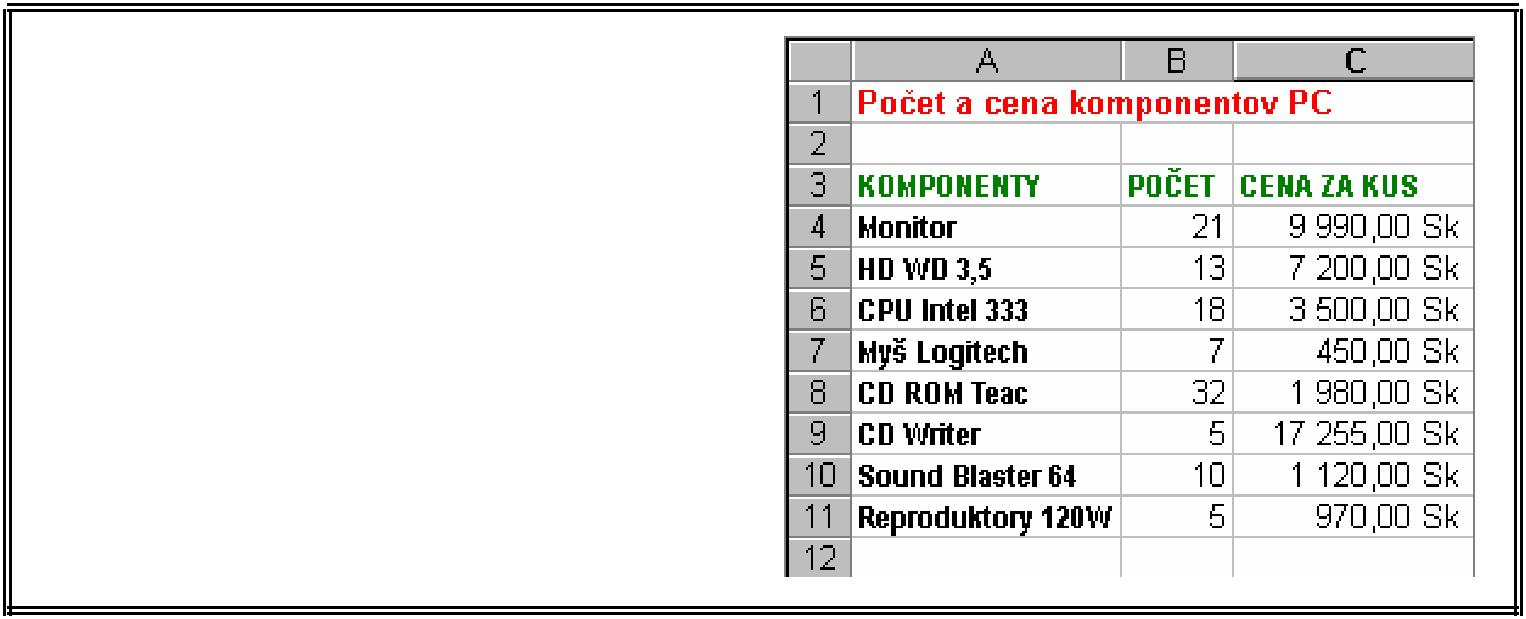 A B C
1 Počet a cena komponentov PC
2
3 KOMPONENTY POČET CENA ZA KUS
4 Monitor 21 9 990,00 Sk
5 HD WD 3,5 13 7 200,00 Sk
6 CPU Intel 333 18 3 500,00 Sk
7 Myš Logitech 7 450,00 Sk
8 CD ROM Teac 32 1 980,00 Sk
9 CD Writer 5 17 255,00 Sk
10 Sound Blaster 64 10 1 120,00 Sk
11 Reproduktory 120W 5 970,00 Sk
12